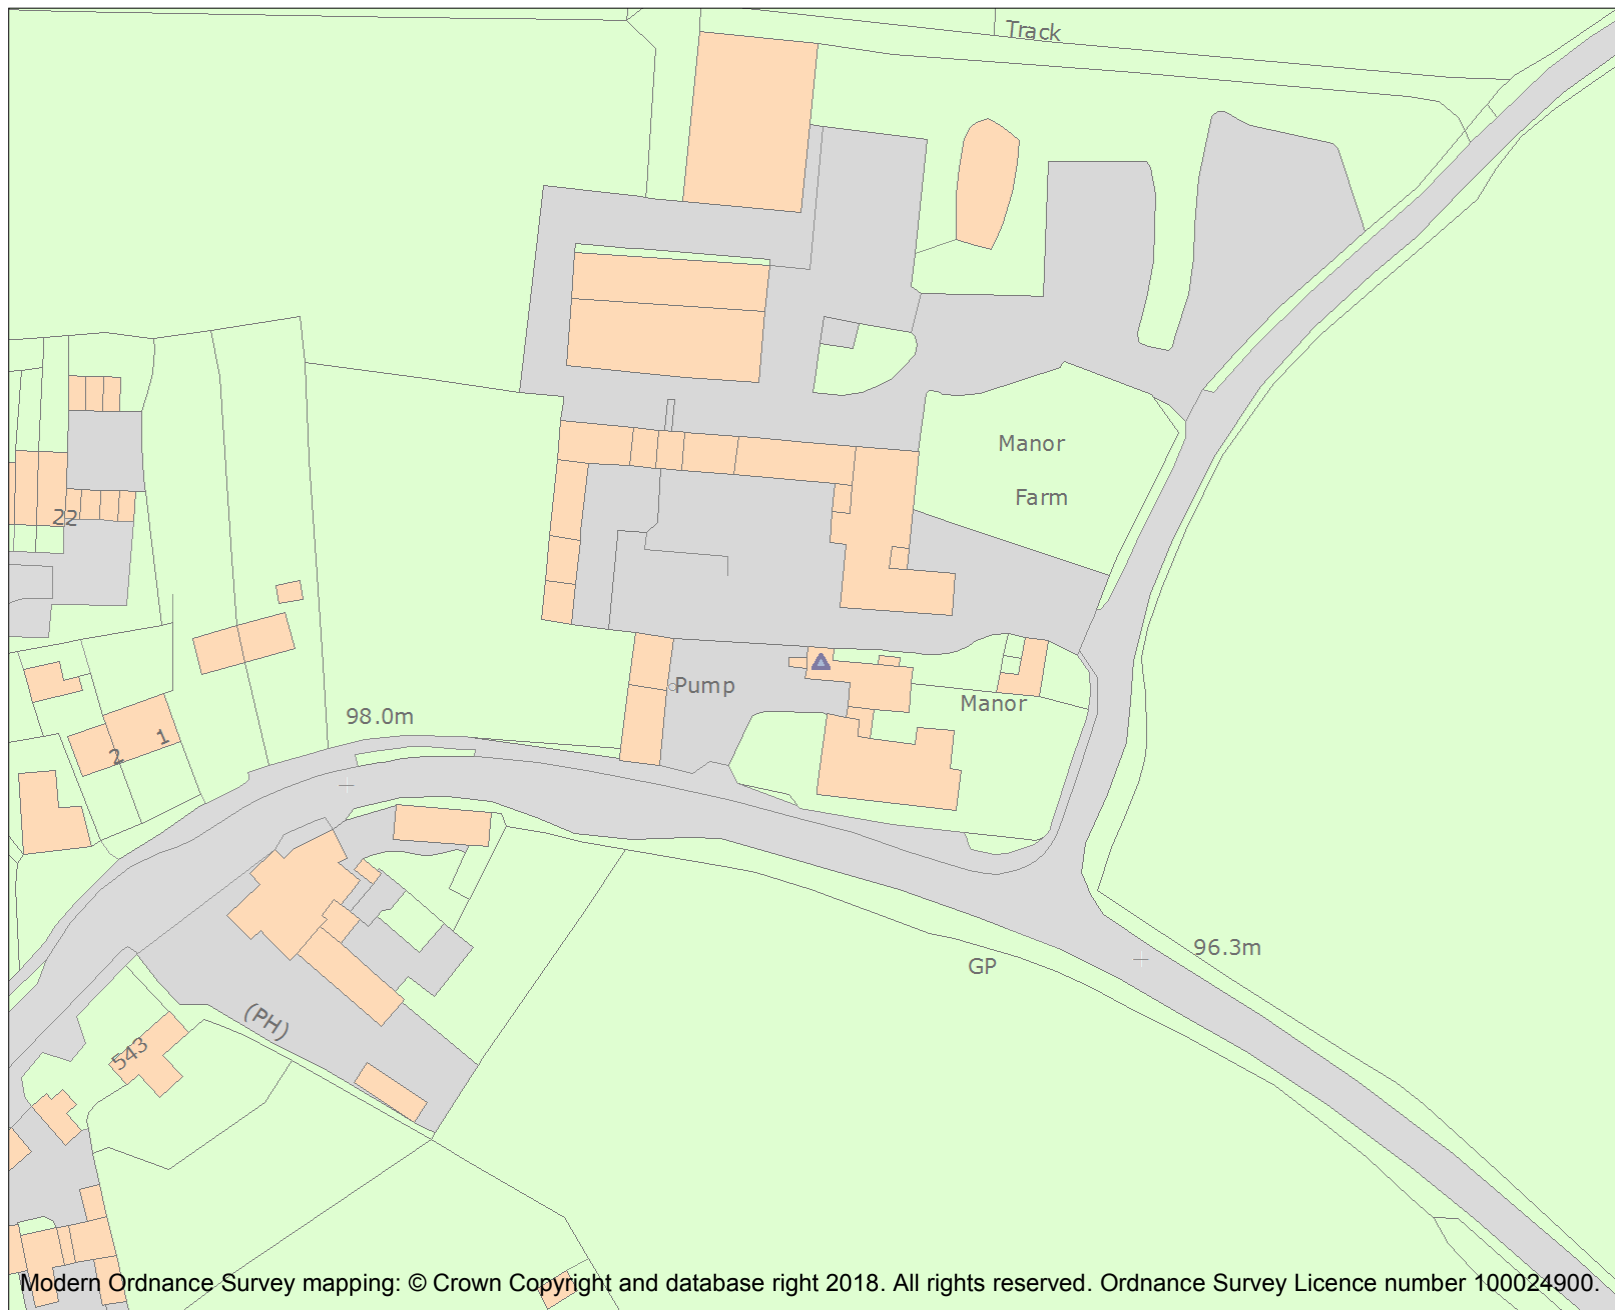 Track
Manor
Farm
22
Pump
Manor
98.0m
1
2
96.3m
GP
(PH)
543
Modern Ordnance Survey mapping: © Crown Copyright and database right 2018. All rights reserved. Ordnance Survey Licence number 100024900.